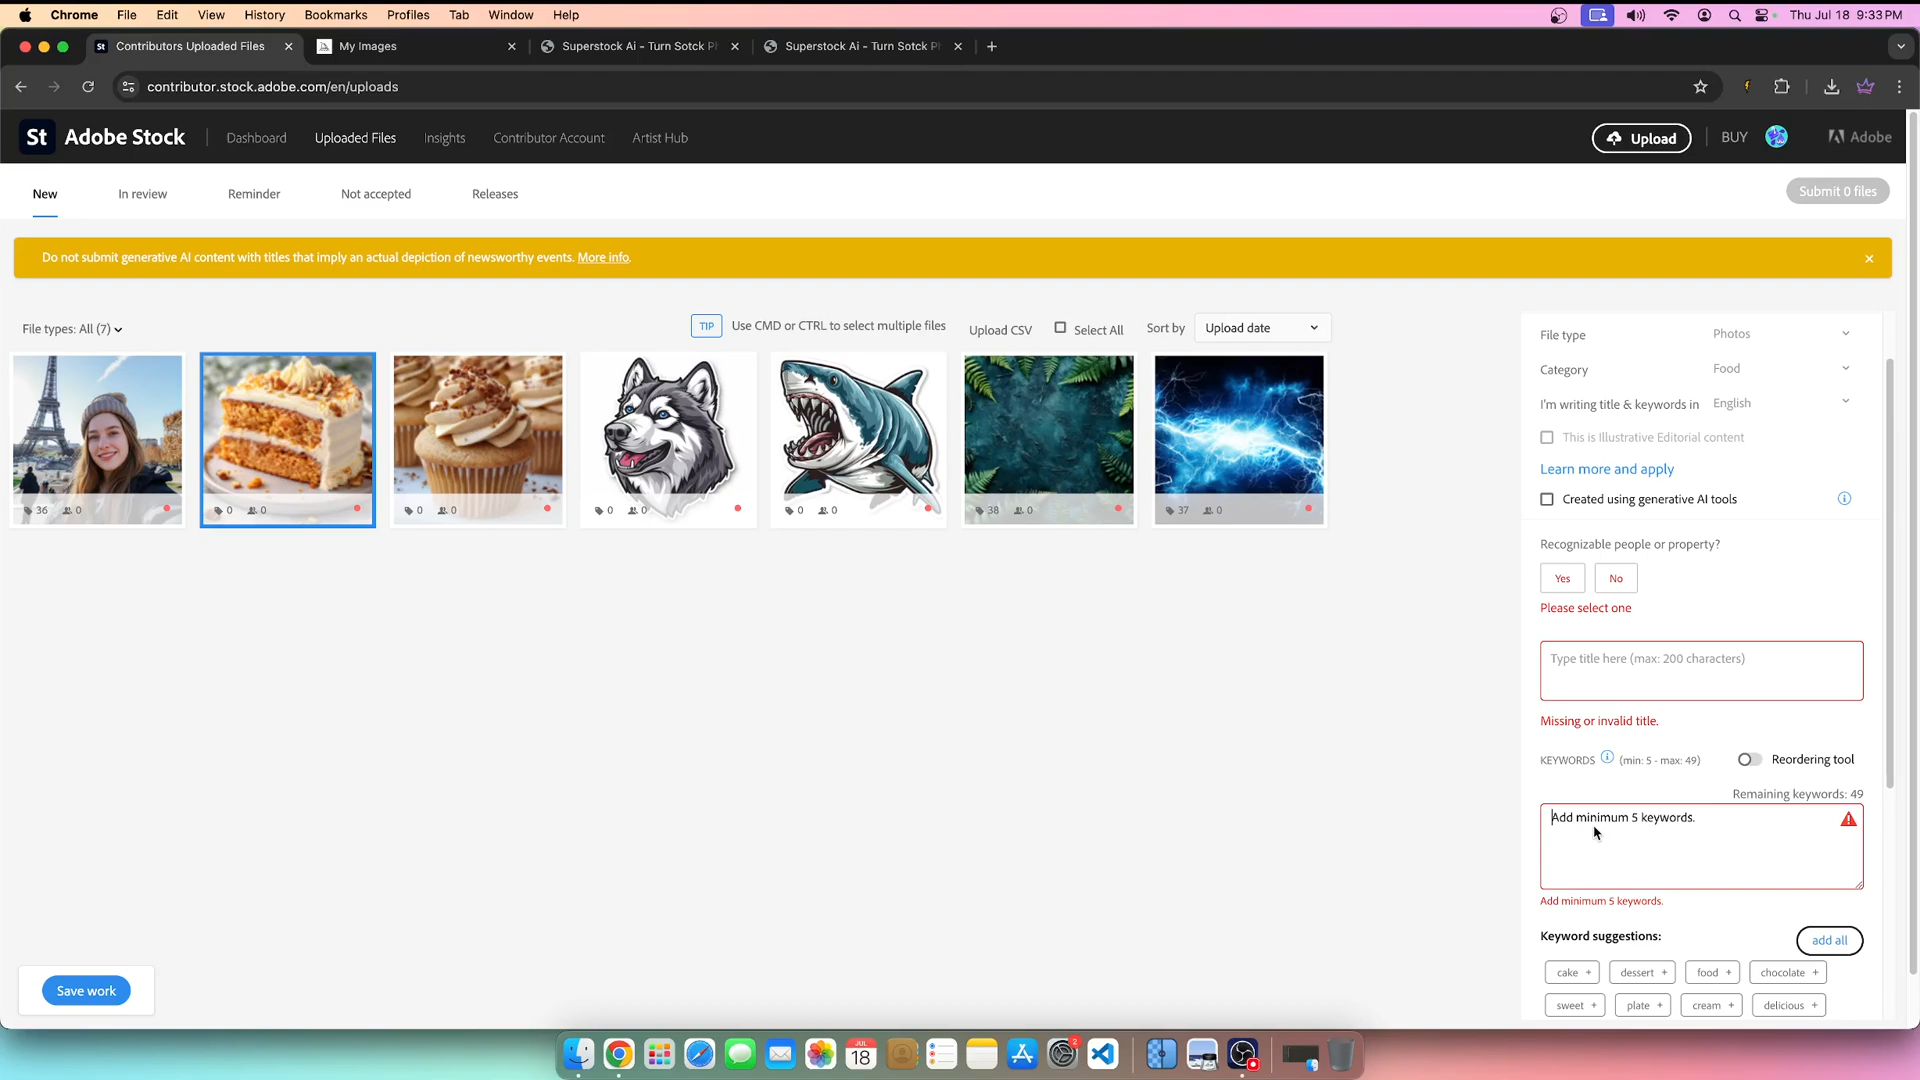 Chrome File Edit View History Bookmarks Profiles Tab Window Help
Thu Jul 18 9:33 PM
Contributors Uploaded Files
My Images
Superstock Ai - Turn Sotck P
Superstock Ai - Turn Sotck P
contributor.stock.adobe.com/en/uploads
St Adobe Stock
Dashboard Uploaded Files Insights Contributor Account Artist Hub
Upload
BUY
Adobe
New In review Reminder Not accepted Releases
Submit 0 files
Do not submit generative AI content with titles that imply an actual depiction of newsworthy events. More info.
File types: All (7)
TIP Use CMD or CTRL to select multiple files
Upload CSV
Select All
Sort by Upload date
36 0
0 0
0 0
0 0
0 0
38 0
37 0
File type Photos
Category Food
I'm writing title & keywords in English
This is Illustrative Editorial content
Learn more and apply
Created using generative AI tools
Recognizable people or property?
Yes No
Please select one
Type title here (max: 200 characters)
Missing or invalid title.
KEYWORDS (min: 5 - max: 49)
Reordering tool
Remaining keywords: 49
Add minimum 5 keywords.
Add minimum 5 keywords.
Keyword suggestions:
add all
cake + dessert + food + chocolate +
sweet + plate + cream + delicious +
Save work
JUL
18
2